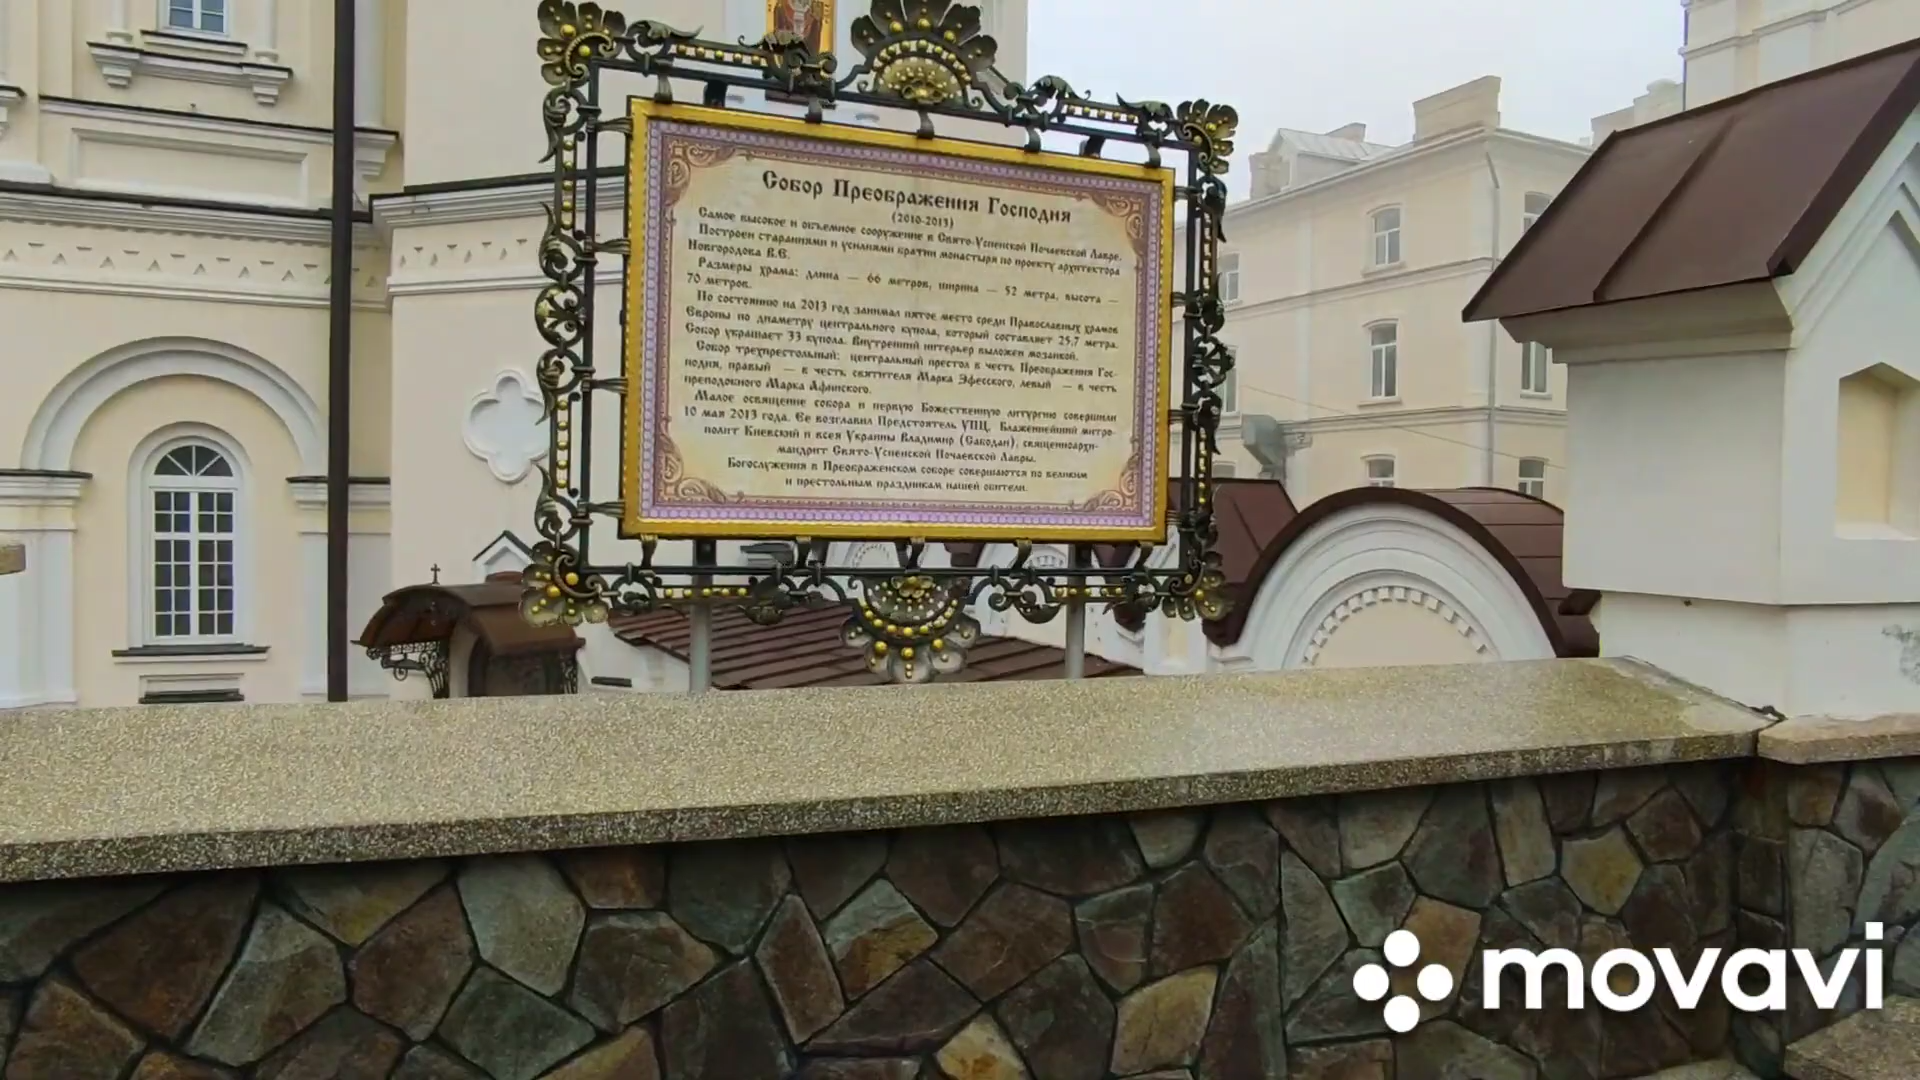 Собор Преображения Господня
(2010-2013)
Самое высокое и объемное сооружение в Свято-Успенской Почаевской Лавре.
Построен стараниями и усилиями братии монастыря по проекту архитектора
Новгородова В.Е.
Размеры храма: длина — 66 метров, ширина — 52 метра, высота —
70 метров.
По состоянию на 2013 год занимал пятое место среди Православных храмов
Европы по диаметру центрального купола, который составляет 25,7 метра.
Собор украшает 33 купола. Внутренний интерьер выложен мозаикой.
Собор трехпрестольный: центральный престол в честь Преображения Гос-
подня, правый — в честь святителя Марка Эфесского, левый — в честь
преподобного Марка Афинского.
Малое освящение собора и первую Божественную литургию совершили
10 мая 2013 года. Ее возглавил Предстоятель УПЦ, Блаженнейший митро-
полит Киевский и всея Украины Владимир (Сабодан), священноархи-
мандрит Свято-Успенской Почаевской Лавры.
Богослужения в Преображенском соборе совершаются по великим
и престольным праздникам нашей обители.
movavi